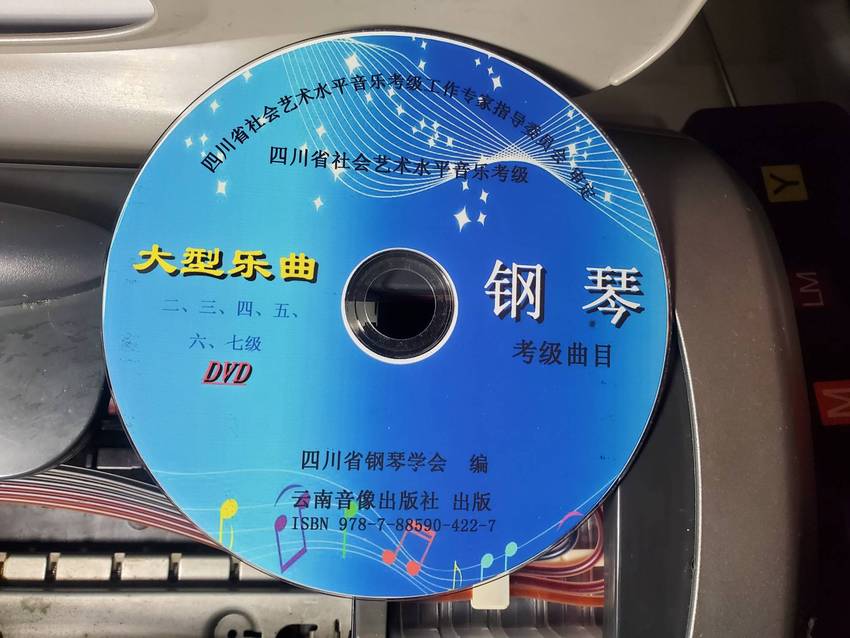 四川省社会艺术水平音乐考级工作专家指导委员会 审定
四川省社会艺术水平音乐考级
大型乐曲
二、三、四、五、
六、七级
DVD
钢 琴
考级曲目
四川省钢琴学会 编
云南音像出版社 出版
ISBN 978-7-88590-422-7
Y
LM
M